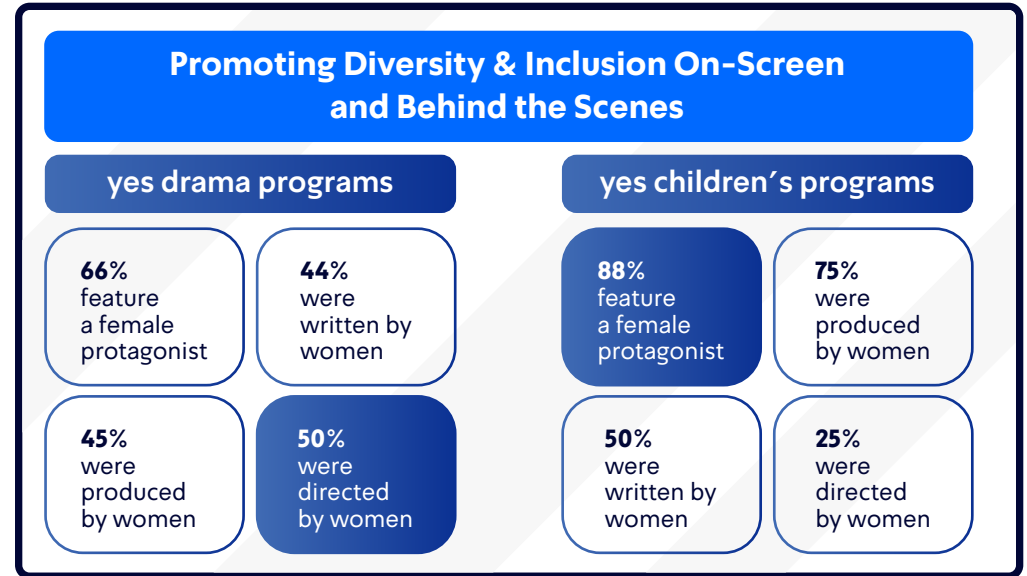 Promoting Diversity & Inclusion On-Screen
and Behind the Scenes
yes drama programs
66%
feature
a female
protagonist
44%
were
written by
women
45%
were
produced
by women
50%
were
directed
by women
yes children´s programs
88%
feature
a female
protagonist
75%
were
produced
by women
50%
were
written by
women
25%
were
directed
by women